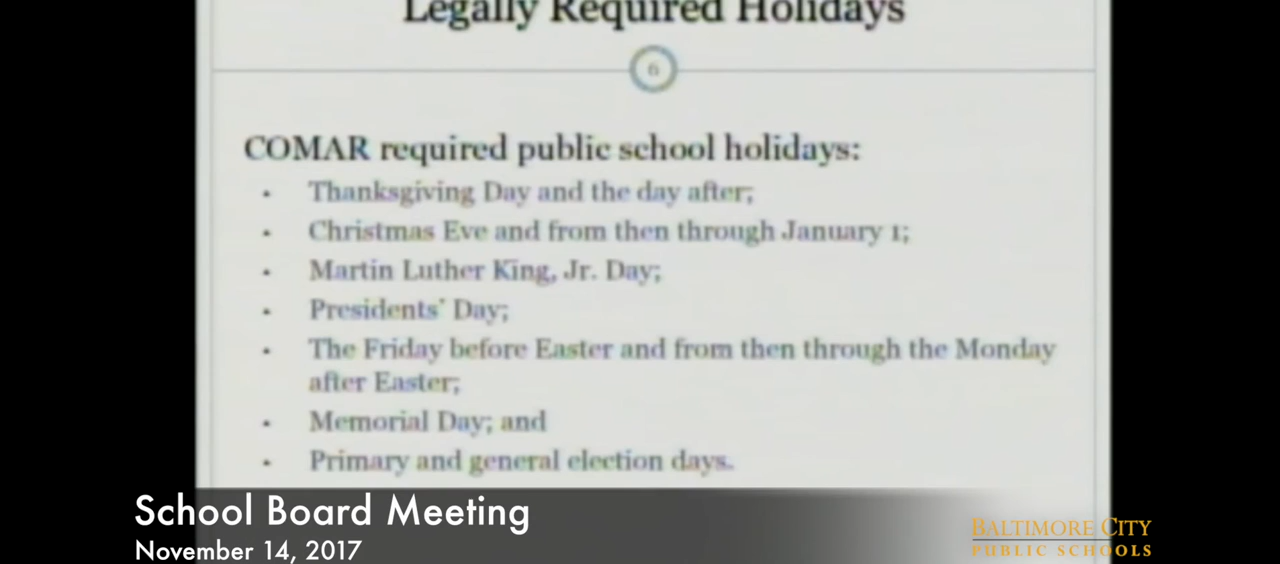 Legally Required Holidays
6
COMAR required public school holidays:
• Thanksgiving Day and the day after;
• Christmas Eve and from then through January 1;
• Martin Luther King, Jr. Day;
• Presidents' Day;
• The Friday before Easter and from then through the Monday
after Easter;
• Memorial Day; and
• Primary and general election days.
School Board Meeting
November 14, 2017
BALTIMORE CITY
PUBLIC SCHOOLS